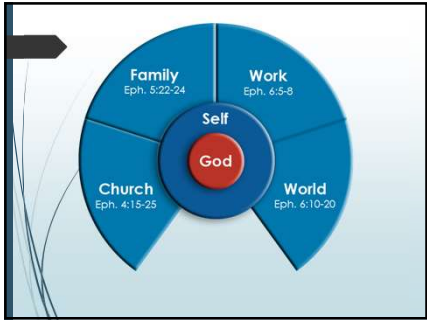 Family
Eph. 5:22-24
Work
Eph. 6:5-8
Self
God
Church
Eph. 4:15-25
World
Eph. 6:10-20